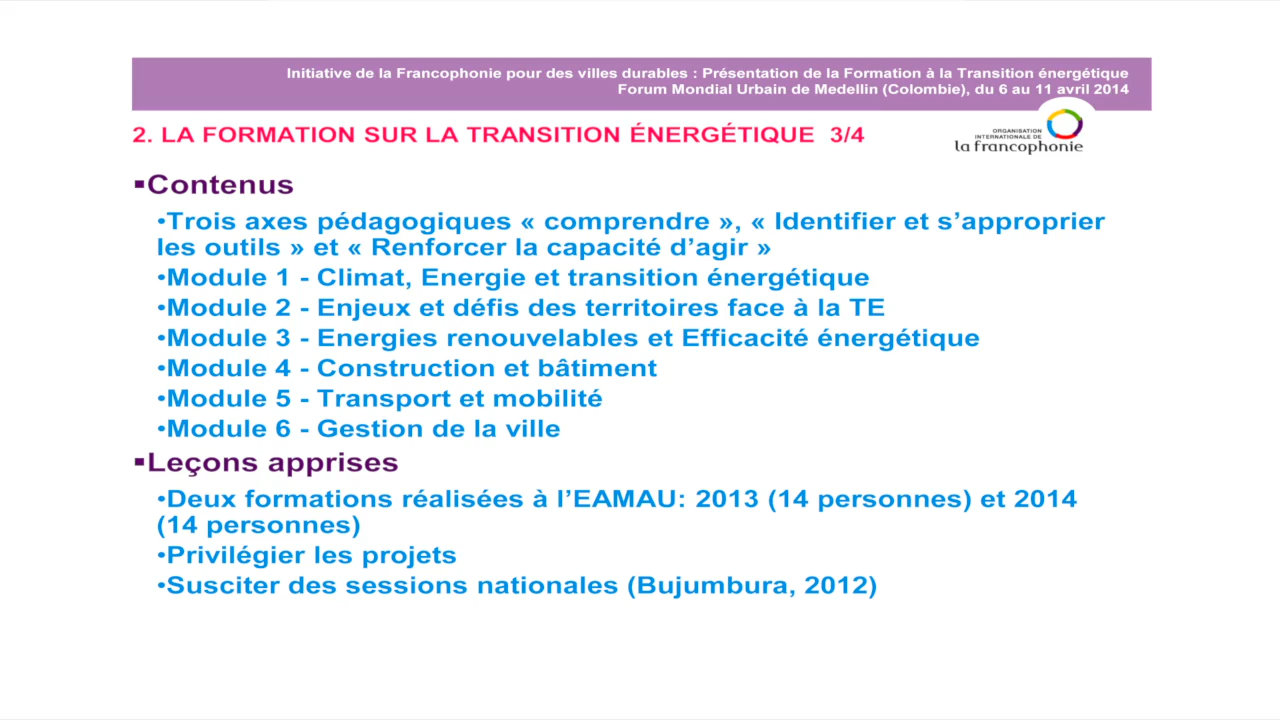 Initiative de la Francophonie pour des villes durables : Présentation de la Formation à la Transition énergétique
Forum Mondial Urbain de Medellin (Colombie), du 6 au 11 avril 2014
2. LA FORMATION SUR LA TRANSITION ÉNERGÉTIQUE 3/4
ORGANISATION
INTERNATIONALE DE
la francophonie
▪Contenus
•Trois axes pédagogiques « comprendre », « Identifier et s’approprier
les outils » et « Renforcer la capacité d’agir »
•Module 1 - Climat, Energie et transition énergétique
•Module 2 - Enjeux et défis des territoires face à la TE
•Module 3 - Energies renouvelables et Efficacité énergétique
•Module 4 - Construction et bâtiment
•Module 5 - Transport et mobilité
•Module 6 - Gestion de la ville
▪Leçons apprises
•Deux formations réalisées à l’EAMAU: 2013 (14 personnes) et 2014
(14 personnes)
•Privilégier les projets
•Susciter des sessions nationales (Bujumbura, 2012)